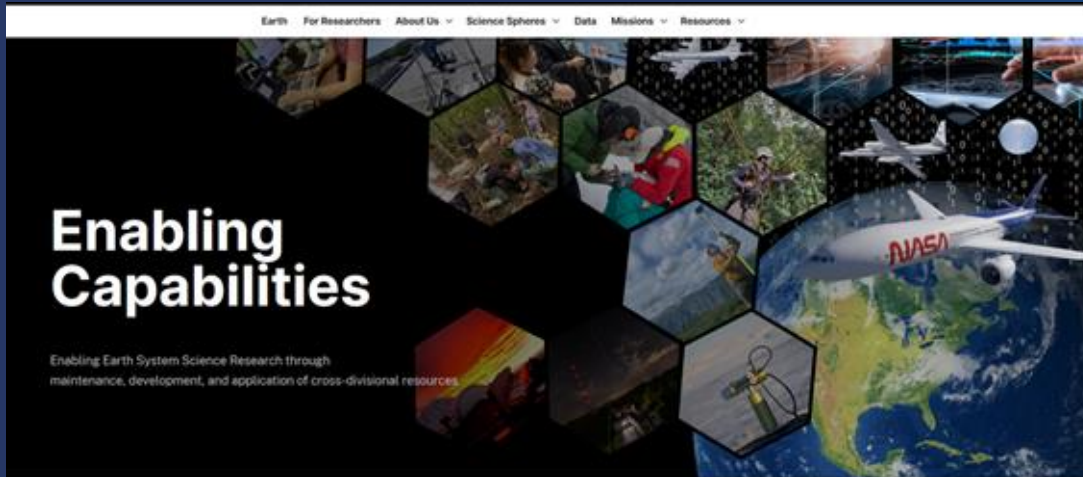 Earth For Researchers About Us Science Spheres Data Missions Resources
Enabling
Capabilities
Enabling Earth System Science Research through
maintenance, development, and application of cross-divisional resources.
NASA